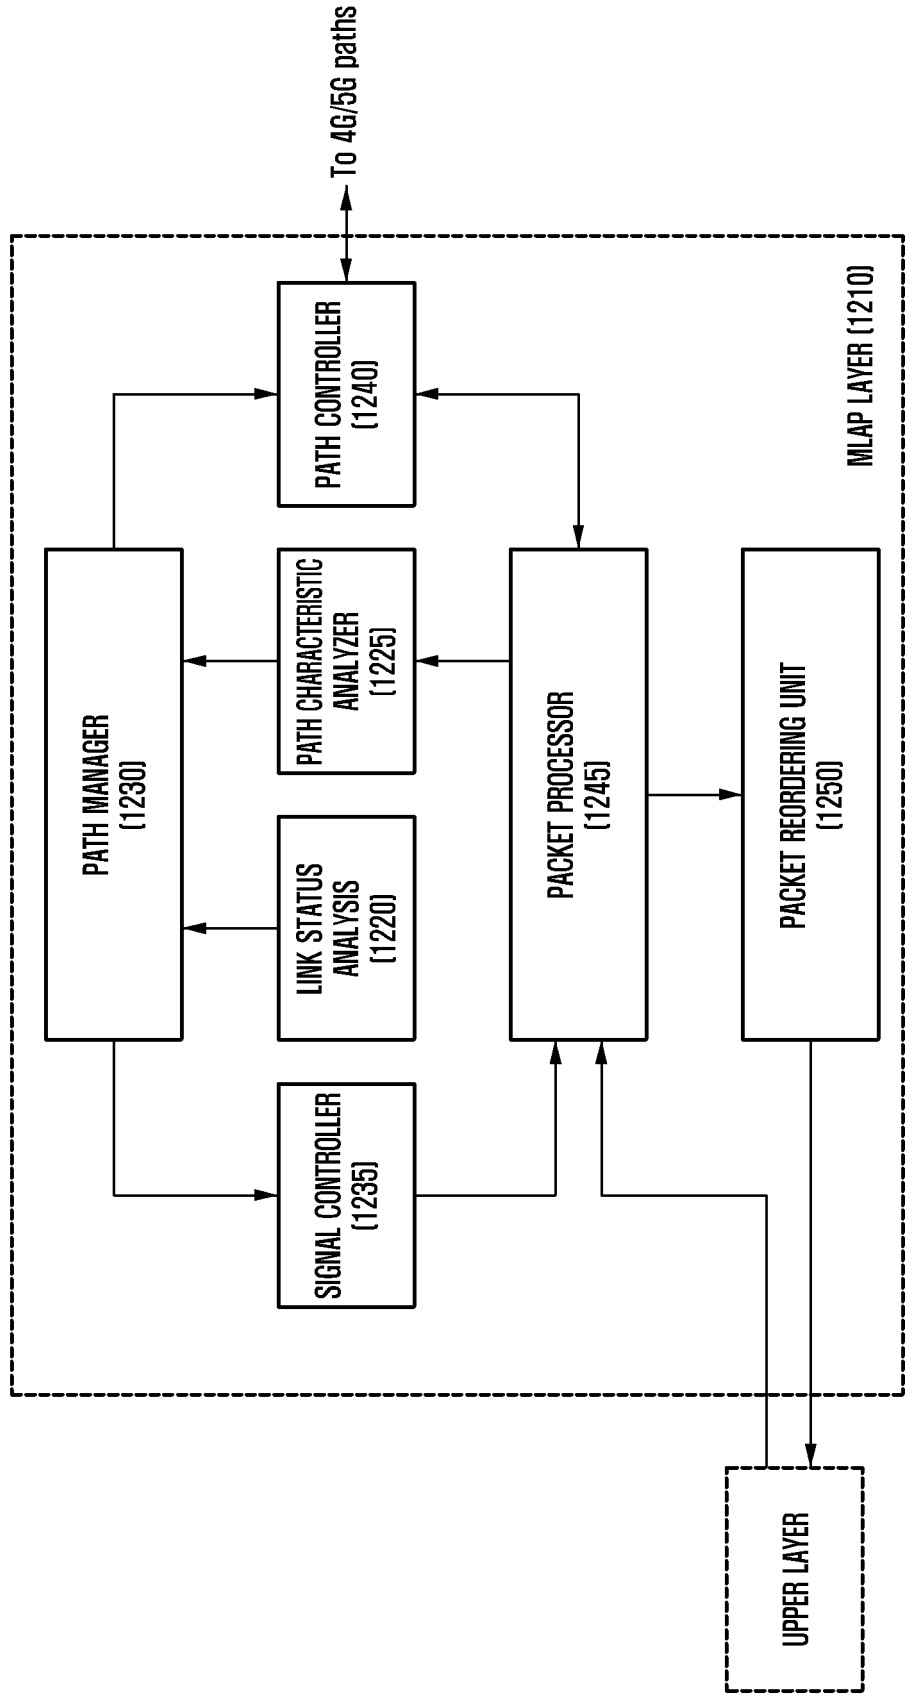 PATH MANAGER
(1230)
SIGNAL CONTROLLER
(1235)
LINK STATUS
ANALYSIS
(1220)
PATH CHARACTERISTIC
ANALYZER
(1225)
PATH CONTROLLER
(1240)
To 4G/5G paths
PACKET PROCESSOR
(1245)
PACKET REORDERING UNIT
(1250)
MLAP LAYER (1210)
UPPER LAYER